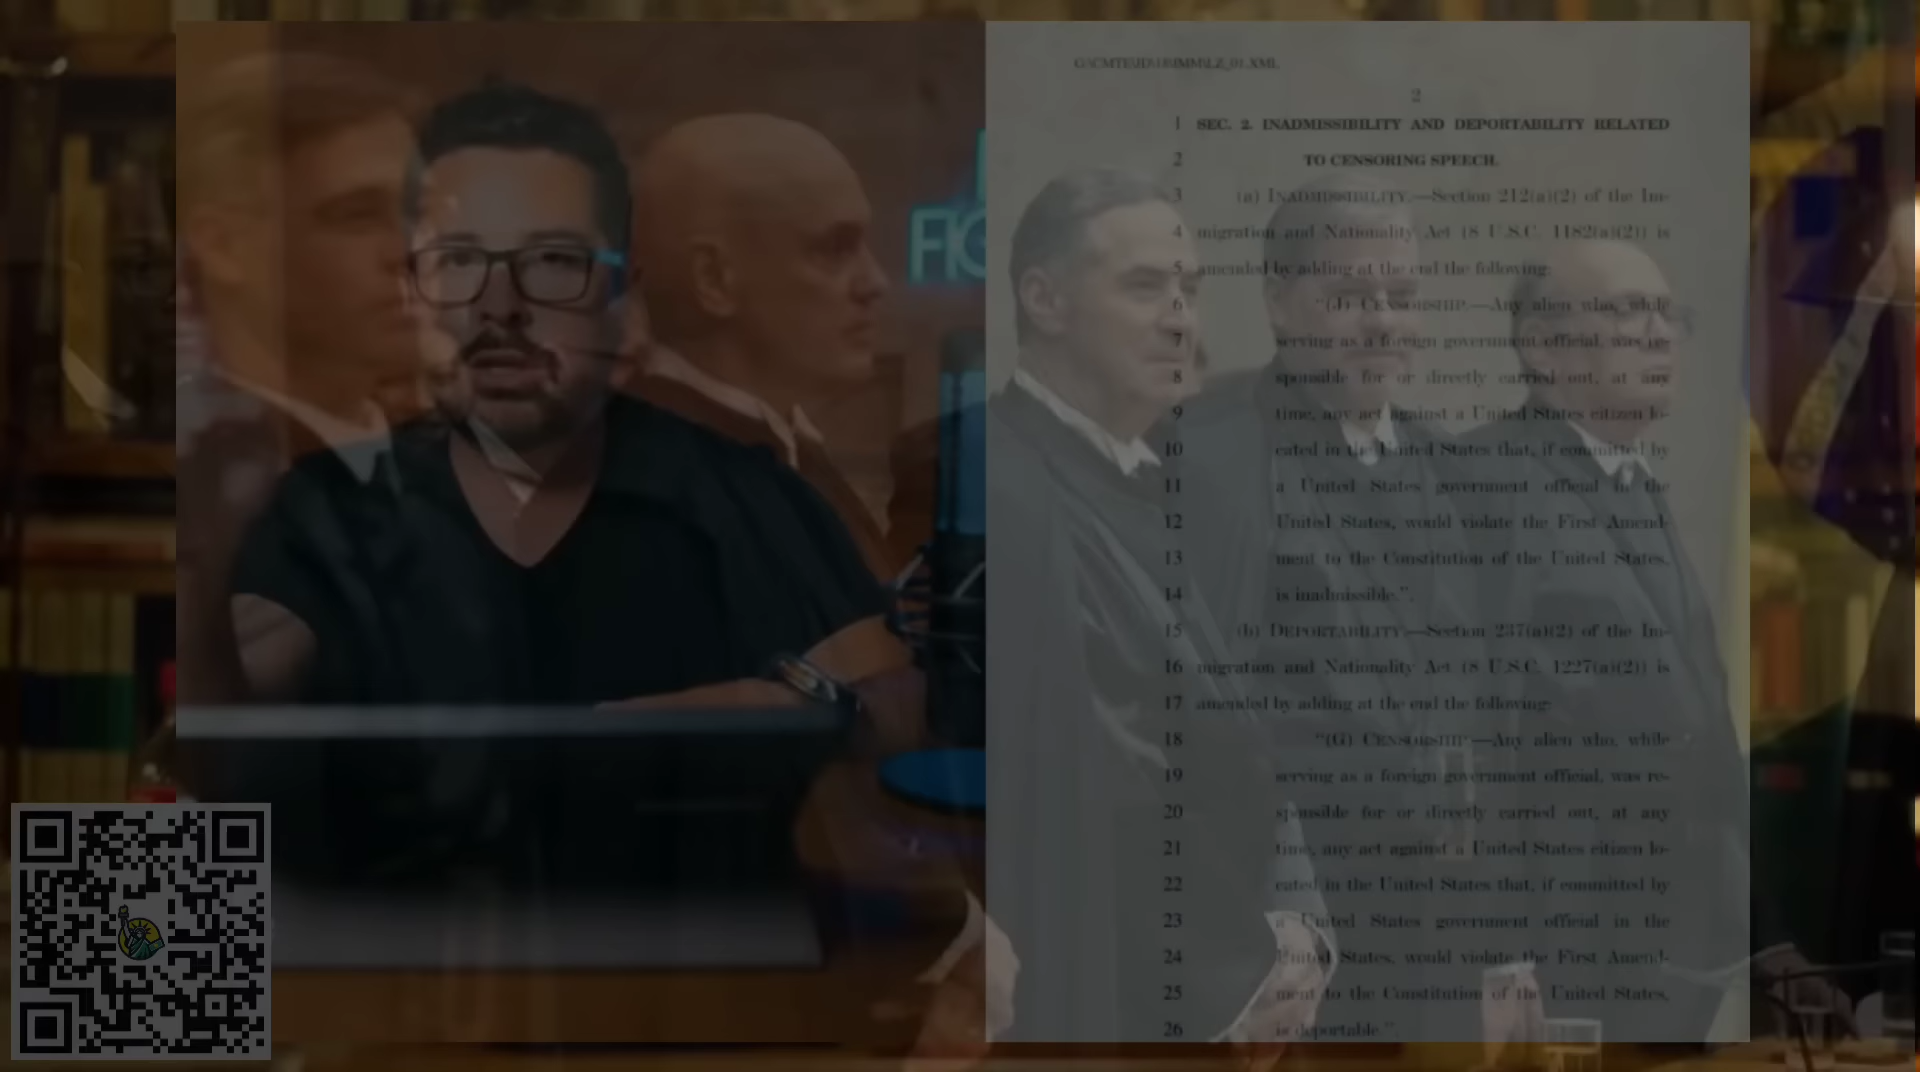 FIG
G:\CMTE\JD\18\IMM\LZ_01.XML
2
1 SEC. 2. INADMISSIBILITY AND DEPORTABILITY RELATED
2 TO CENSORING SPEECH.
3 (a) INADMISSIBILITY.—Section 212(a)(2) of the Im-
4 migration and Nationality Act (8 U.S.C. 1182(a)(2)) is
5 amended by adding at the end the following:
6 “(J) CENSORSHIP.—Any alien who, while
7 serving as a foreign government official, was re-
8 sponsible for or directly carried out, at any
9 time, any act against a United States citizen lo-
10 cated in the United States that, if committed by
11 a United States government official in the
12 United States, would violate the First Amend-
13 ment to the Constitution of the United States,
14 is inadmissible.”.
15 (b) DEPORTABILITY.—Section 237(a)(2) of the Im-
16 migration and Nationality Act (8 U.S.C. 1227(a)(2)) is
17 amended by adding at the end the following:
18 “(G) CENSORSHIP.—Any alien who, while
19 serving as a foreign government official, was re-
20 sponsible for or directly carried out, at any
21 time, any act against a United States citizen lo-
22 cated in the United States that, if committed by
23 a United States government official in the
24 United States, would violate the First Amend-
25 ment to the Constitution of the United States,
26 is deportable.”.